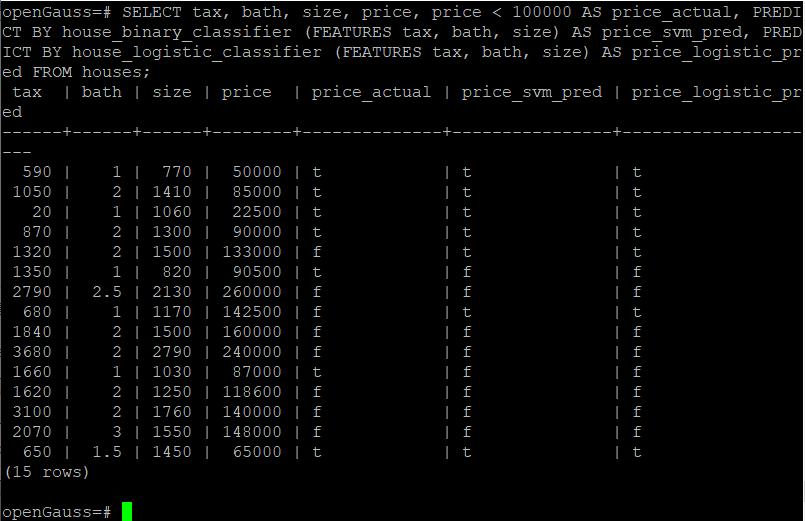 openGauss=# SELECT tax, bath, size, price, price < 100000 AS price_actual, PREDI
CT BY house_binary_classifier (FEATURES tax, bath, size) AS price_svm_pred, PRED
ICT BY house_logistic_classifier (FEATURES tax, bath, size) AS price_logistic_pr
ed FROM houses;
 tax  | bath | size | price  | price_actual | price_svm_pred | price_logistic_pr
ed
------+------+------+--------+--------------+----------------+------------------
---
  590 |    1 |  770 |  50000 | t            | t              | t
 1050 |    2 | 1410 |  85000 | t            | t              | t
   20 |    1 | 1060 |  22500 | t            | t              | t
  870 |    2 | 1300 |  90000 | t            | t              | t
 1320 |    2 | 1500 | 133000 | f            | t              | t
 1350 |    1 |  820 |  90500 | t            | f              | f
 2790 |  2.5 | 2130 | 260000 | f            | f              | f
  680 |    1 | 1170 | 142500 | f            | t              | t
 1840 |    2 | 1500 | 160000 | f            | f              | f
 3680 |    2 | 2790 | 240000 | f            | f              | f
 1660 |    1 | 1030 |  87000 | t            | f              | f
 1620 |    2 | 1250 | 118600 | f            | f              | f
 3100 |    2 | 1760 | 140000 | f            | f              | f
 2070 |    3 | 1550 | 148000 | f            | f              | f
  650 |  1.5 | 1450 |  65000 | t            | t              | t
(15 rows)
openGauss=#